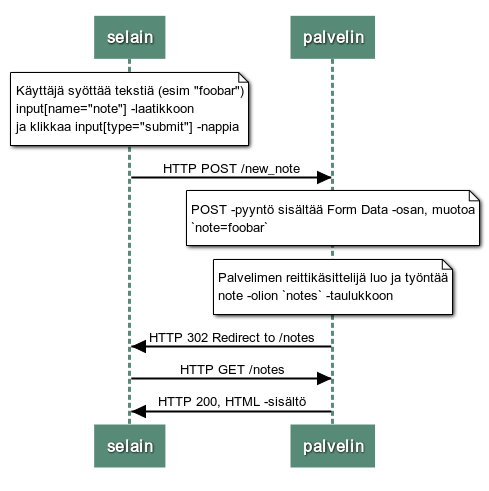 selain palvelin
Käyttäjä syöttää tekstiä (esim "foobar")
input[name="note"] -laatikkoon
ja klikkaa input[type="submit"] -nappia
HTTP POST /new_note
POST -pyyntö sisältää Form Data -osan, muotoa
`note=foobar`
Palvelimen reittikäsittelijä luo ja työntää
note -olion `notes` -taulukkoon
HTTP 302 Redirect to /notes
HTTP GET /notes
HTTP 200, HTML -sisältö
selain palvelin